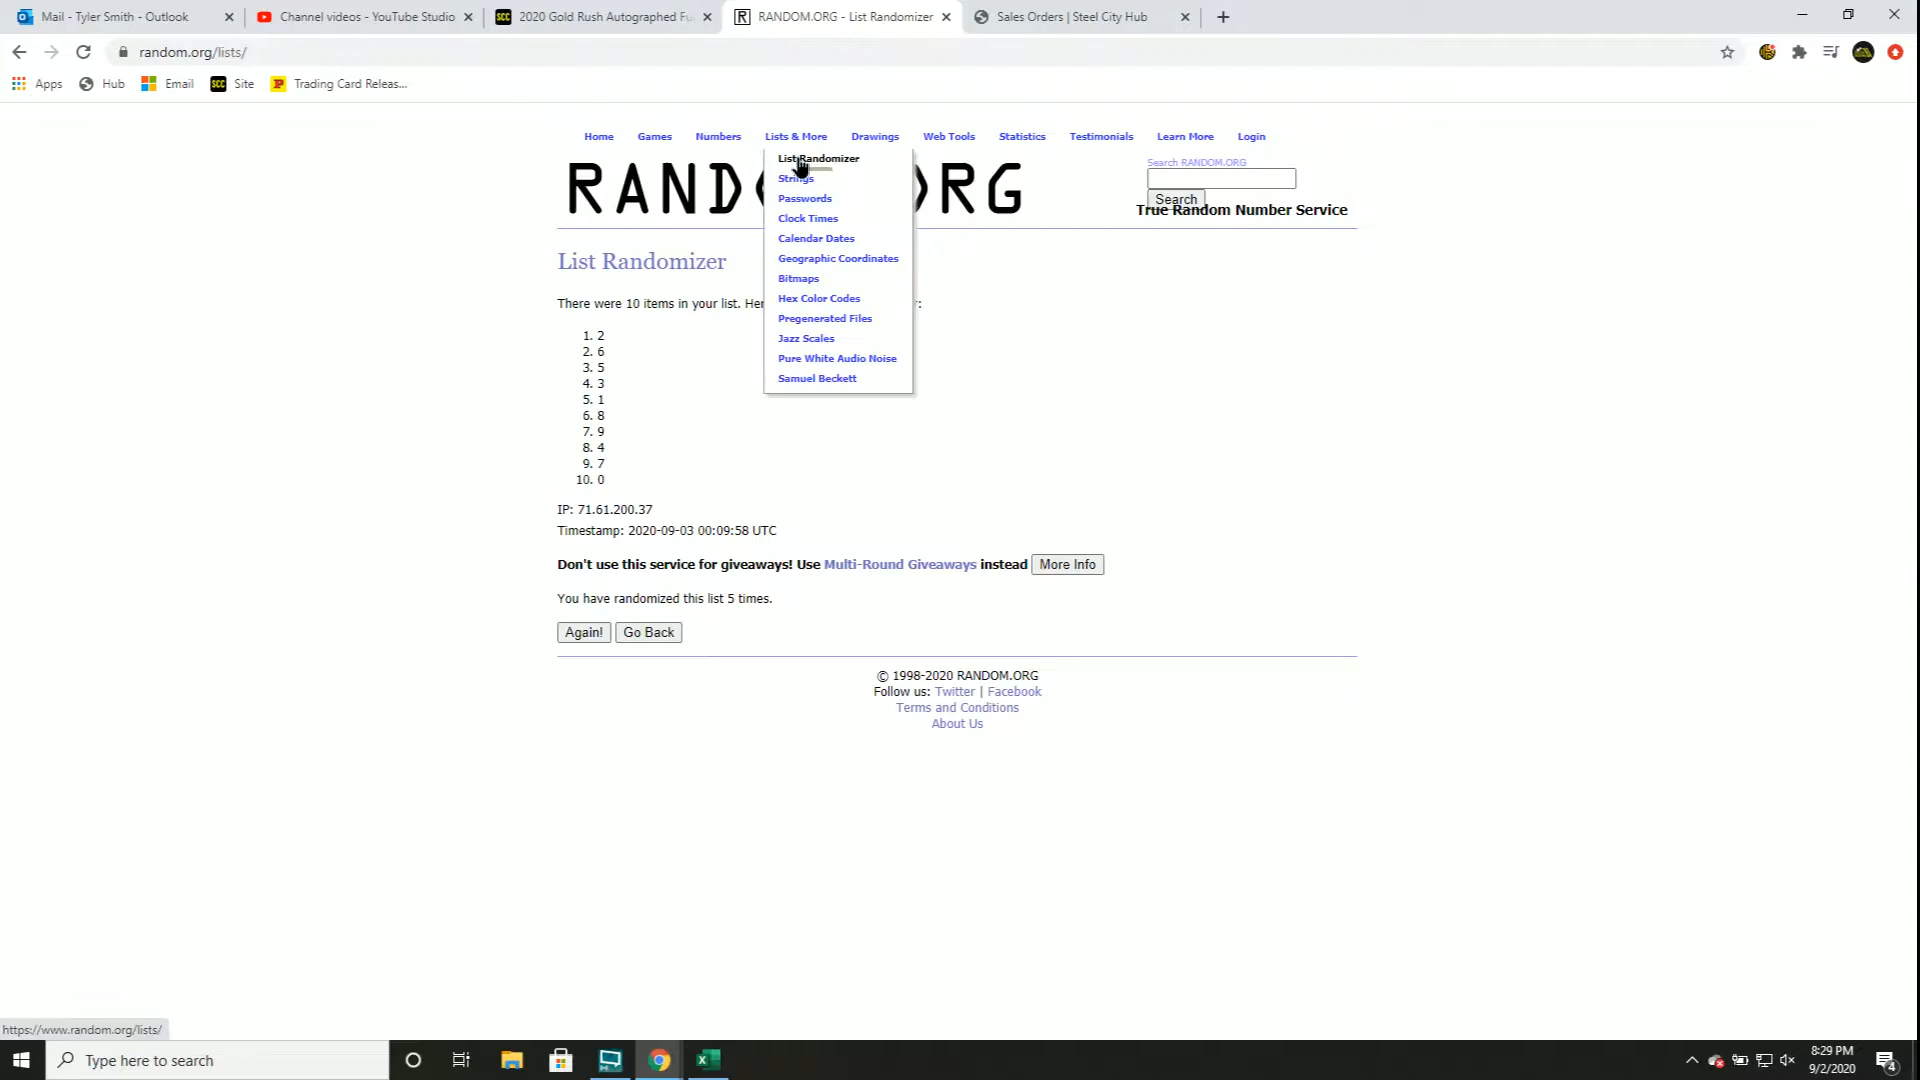 Mail - Tyler Smith - Outlook
Channel videos - YouTube Studio
SCC 2020 Gold Rush Autographed Fu
R RANDOM.ORG - List Randomizer
Sales Orders | Steel City Hub
random.org/lists/
Apps Hub Email SCC Site Trading Card Releas...
Home Games Numbers Lists & More Drawings Web Tools Statistics Testimonials Learn More Login
List Randomizer
Strings
Passwords
Clock Times
Calendar Dates
Geographic Coordinates
Bitmaps
Hex Color Codes
Pregenerated Files
Jazz Scales
Pure White Audio Noise
Samuel Beckett
Search RANDOM.ORG
Search
True Random Number Service
List Randomizer
There were 10 items in your list.
1. 2
2. 6
3. 5
4. 3
5. 1
6. 8
7. 9
8. 4
9. 7
10. 0
IP: 71.61.200.37
Timestamp: 2020-09-03 00:09:58 UTC
Don't use this service for giveaways! Use Multi-Round Giveaways instead More Info
You have randomized this list 5 times.
Again! Go Back
© 1998-2020 RANDOM.ORG
Follow us: Twitter | Facebook
Terms and Conditions
About Us
https://www.random.org/lists/
Type here to search
8:29 PM
9/2/2020
4